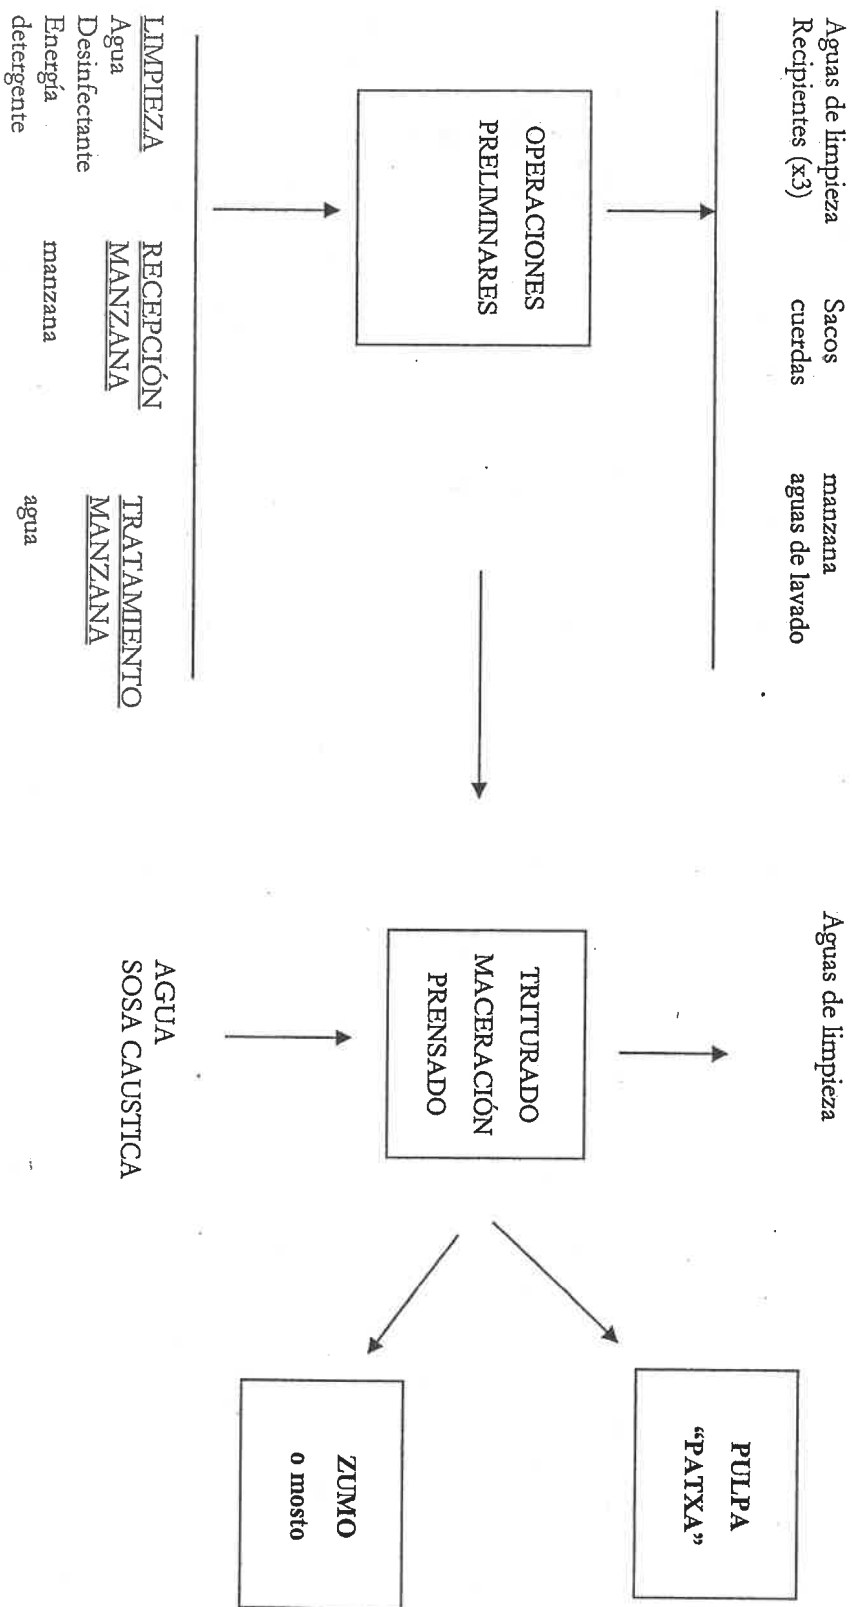 Aguas de limpieza
Recipientes (x3)
Sacos
cuerdas
manzana
aguas de lavado
Aguas de limpieza
OPERACIONES
PRELIMINARES
TRITURADO
MACERACIÓN
PRENSADO
PULPA
“PATXA”
ZUMO
o mosto
LIMPIEZA
Agua
Desinfectante
Energía
detergente
RECEPCIÓN
MANZANA
manzana
TRATAMIENTO
MANZANA
agua
AGUA
SOSA CAUSTICA